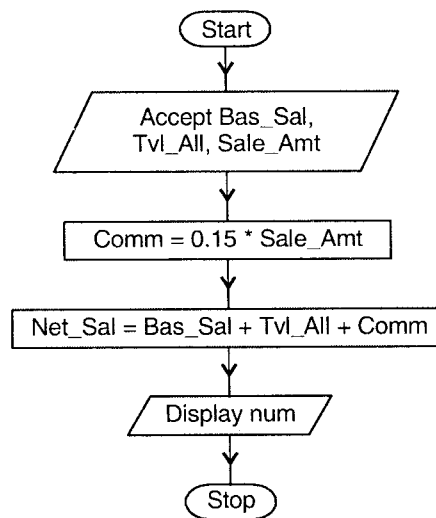 Start
Accept Bas_Sal,
Tvl_All, Sale_Amt
Comm = 0.15 * Sale_Amt
Net_Sal = Bas_Sal + Tvl_All + Comm
Display num
Stop